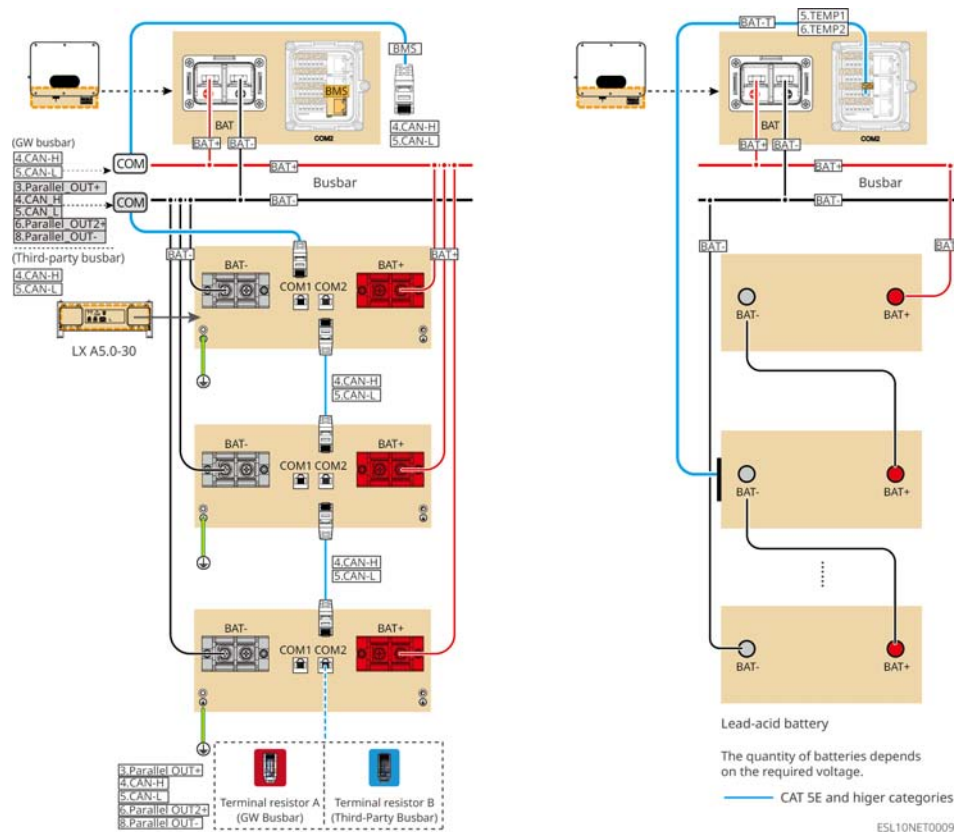 BMS
BMS
4.CAN-H
5.CAN-L
BAT
COM2
BAT+
BAT-
(GW busbar)
4.CAN-H
5.CAN-L
3.Parallel_OUT+
4.CAN_H
5.CAN_L
6.Parallel_OUT2+
8.Parallel_OUT-
(Third-party busbar)
4.CAN-H
5.CAN-L
COM
COM
BAT+
Busbar
BAT-
BAT-
BAT+
LX A5.0-30
BAT-
BAT+
COM1 COM2
4.CAN-H
5.CAN-L
BAT-
BAT+
COM1 COM2
4.CAN-H
5.CAN-L
BAT-
BAT+
COM1 COM2
3.Parallel OUT+
4.CAN-H
5.CAN-L
6.Parallel OUT2+
8.Parallel OUT-
Terminal resistor A
(GW Busbar)
Terminal resistor B
(Third-Party Busbar)
BAT-T
5.TEMP1
6.TEMP2
BAT
COM2
BAT+
BAT-
BAT+
Busbar
BAT-
BAT-
BAT-
BAT+
BAT-
BAT+
BAT-
BAT+
Lead-acid battery
The quantity of batteries depends
on the required voltage.
CAT 5E and higer categories
ESL10NET0009